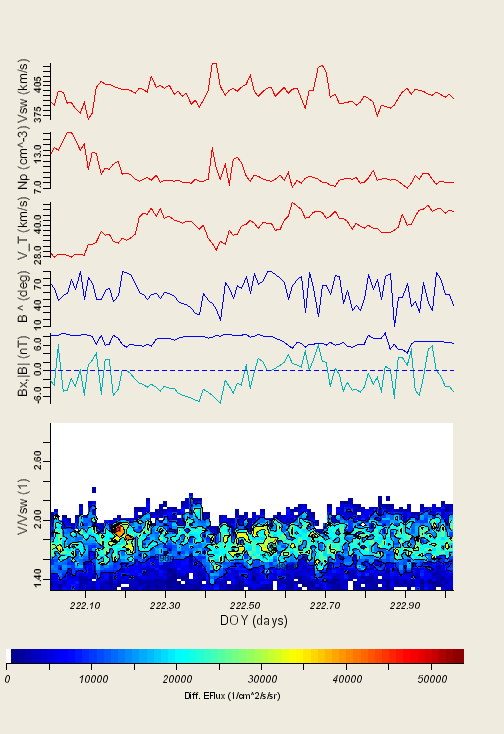 Vsw (km/s)
405
375
Np (cm^-3)
13.0
7.0
V_T (km/s)
40.0
28.0
B ^ (deg)
70
40
10
Bx,|B| (nT)
6.0
0.0
-6.0
V/Vsw (1)
2.60
2.00
1.40
222.10 222.30 222.50 222.70 222.90
DOY (days)
0 10000 20000 30000 40000 50000
Diff. EFlux (1/cm^2/s/sr)